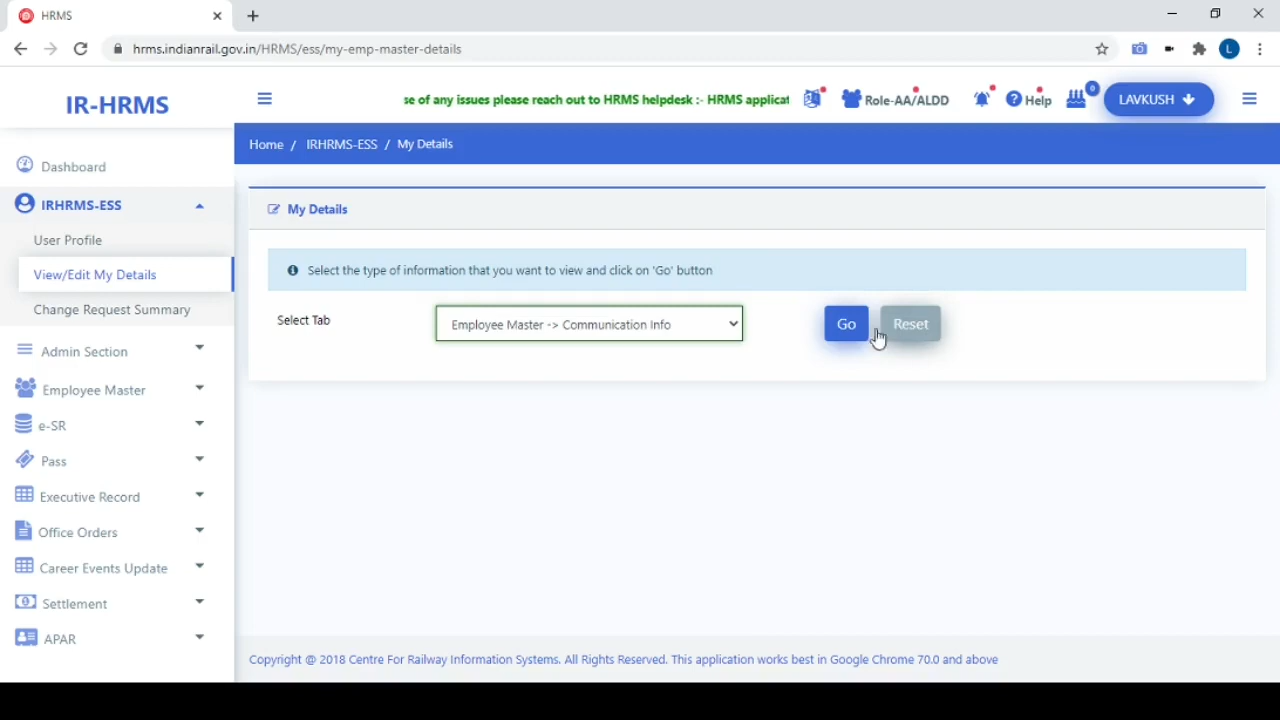 HRMS
hrms.indianrail.gov.in/HRMS/ess/my-emp-master-details
L
IR-HRMS
se of any issues please reach out to HRMS helpdesk :- HRMS applicat
Role-AA/ALDD
Help
0
LAVKUSH
Home / IRHRMS-ESS / My Details
Dashboard
IRHRMS-ESS
User Profile
View/Edit My Details
Change Request Summary
Admin Section
Employee Master
e-SR
Pass
Executive Record
Office Orders
Career Events Update
Settlement
APAR
My Details
Select the type of information that you want to view and click on 'Go' button
Select Tab
Employee Master -> Communication Info
Go
Reset
Copyright @ 2018 Centre For Railway Information Systems. All Rights Reserved. This application works best in Google Chrome 70.0 and above